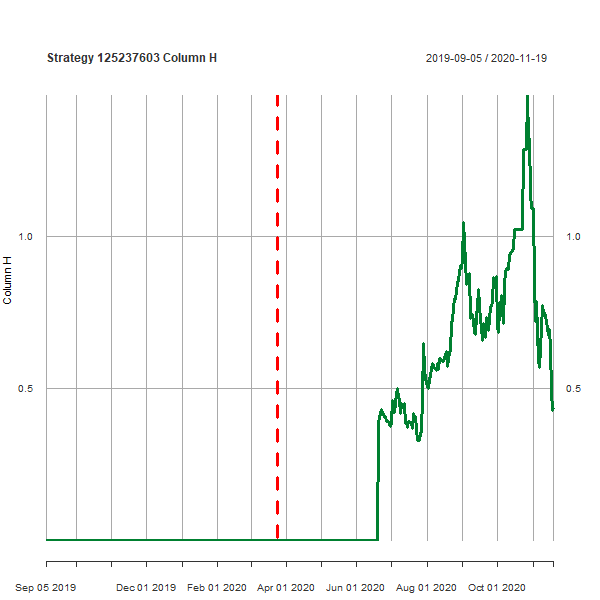 Strategy 125237603 Column H 2019-09-05 / 2020-11-19
1.0 1.0
Column H
0.5 0.5
Sep 05 2019 Dec 01 2019 Feb 01 2020 Apr 01 2020 Jun 01 2020 Aug 01 2020 Oct 01 2020